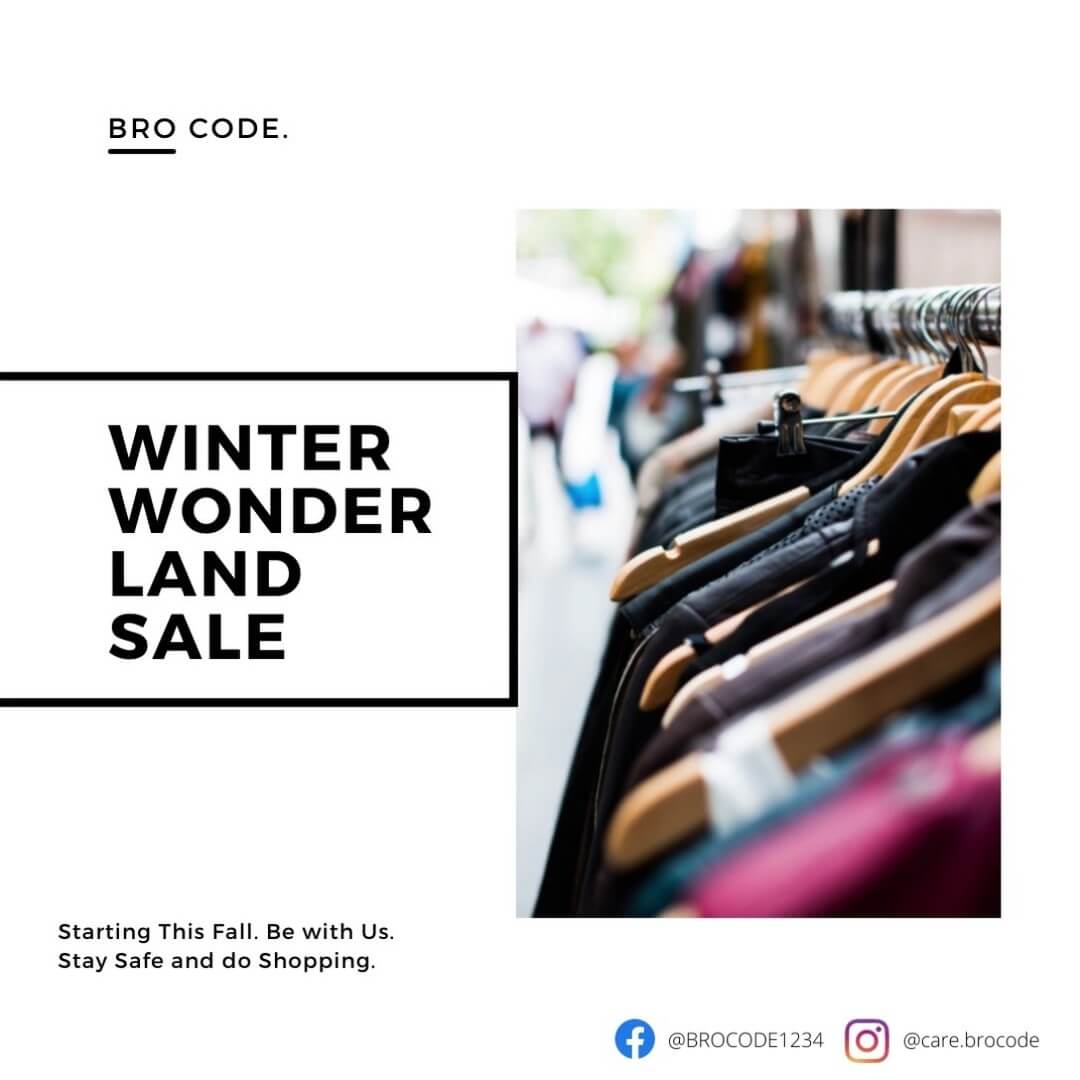 BRO CODE.
WINTER
WONDER
LAND
SALE
Starting This Fall. Be with Us.
Stay Safe and do Shopping.
@BROCODE1234
@care.brocode